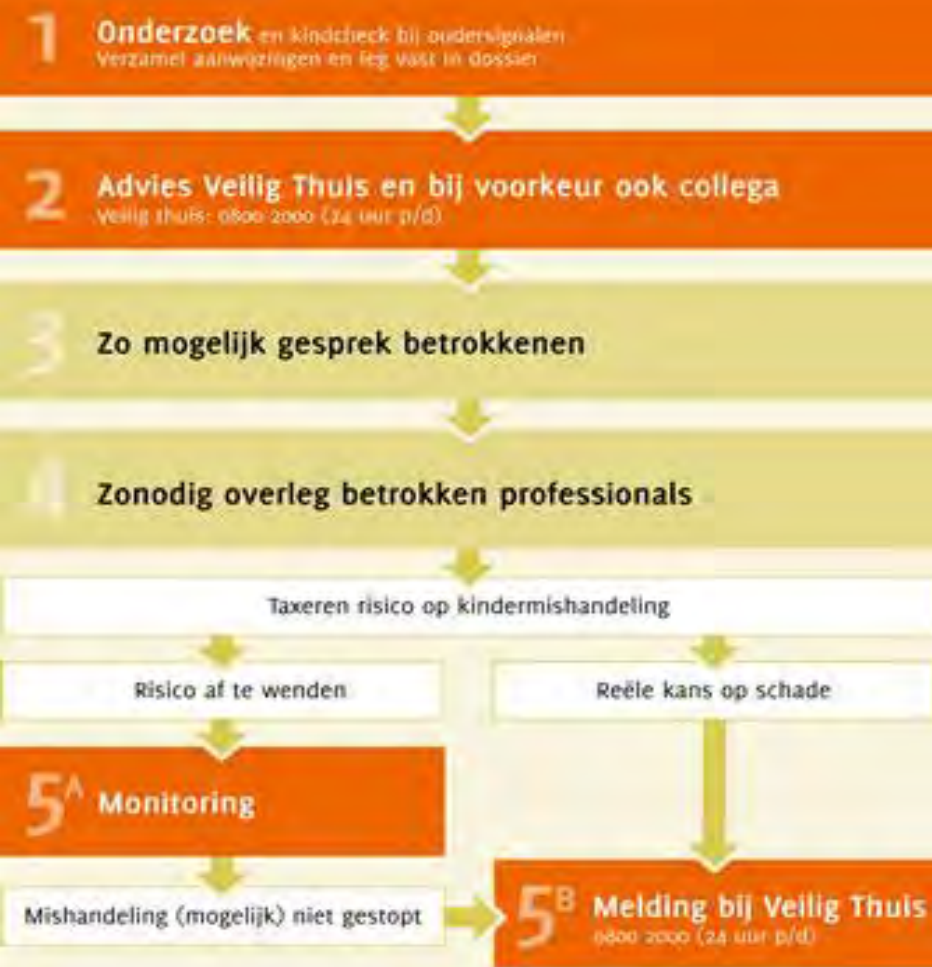 1
Onderzoek en kindcheck bij oudersignalen
Verzamel aanwijzingen en leg vast in dossier
2
Advies Veilig Thuis en bij voorkeur ook collega
Veilig thuis: 0800 2000 (24 uur p/d)
3
Zo mogelijk gesprek betrokkenen
4
Zonodig overleg betrokken professionals
Taxeren risico op kindermishandeling
Risico af te wenden
Reële kans op schade
5A Monitoring
Mishandeling (mogelijk) niet gestopt
5B Melding bij Veilig Thuis
0800 2000 (24 uur p/d)